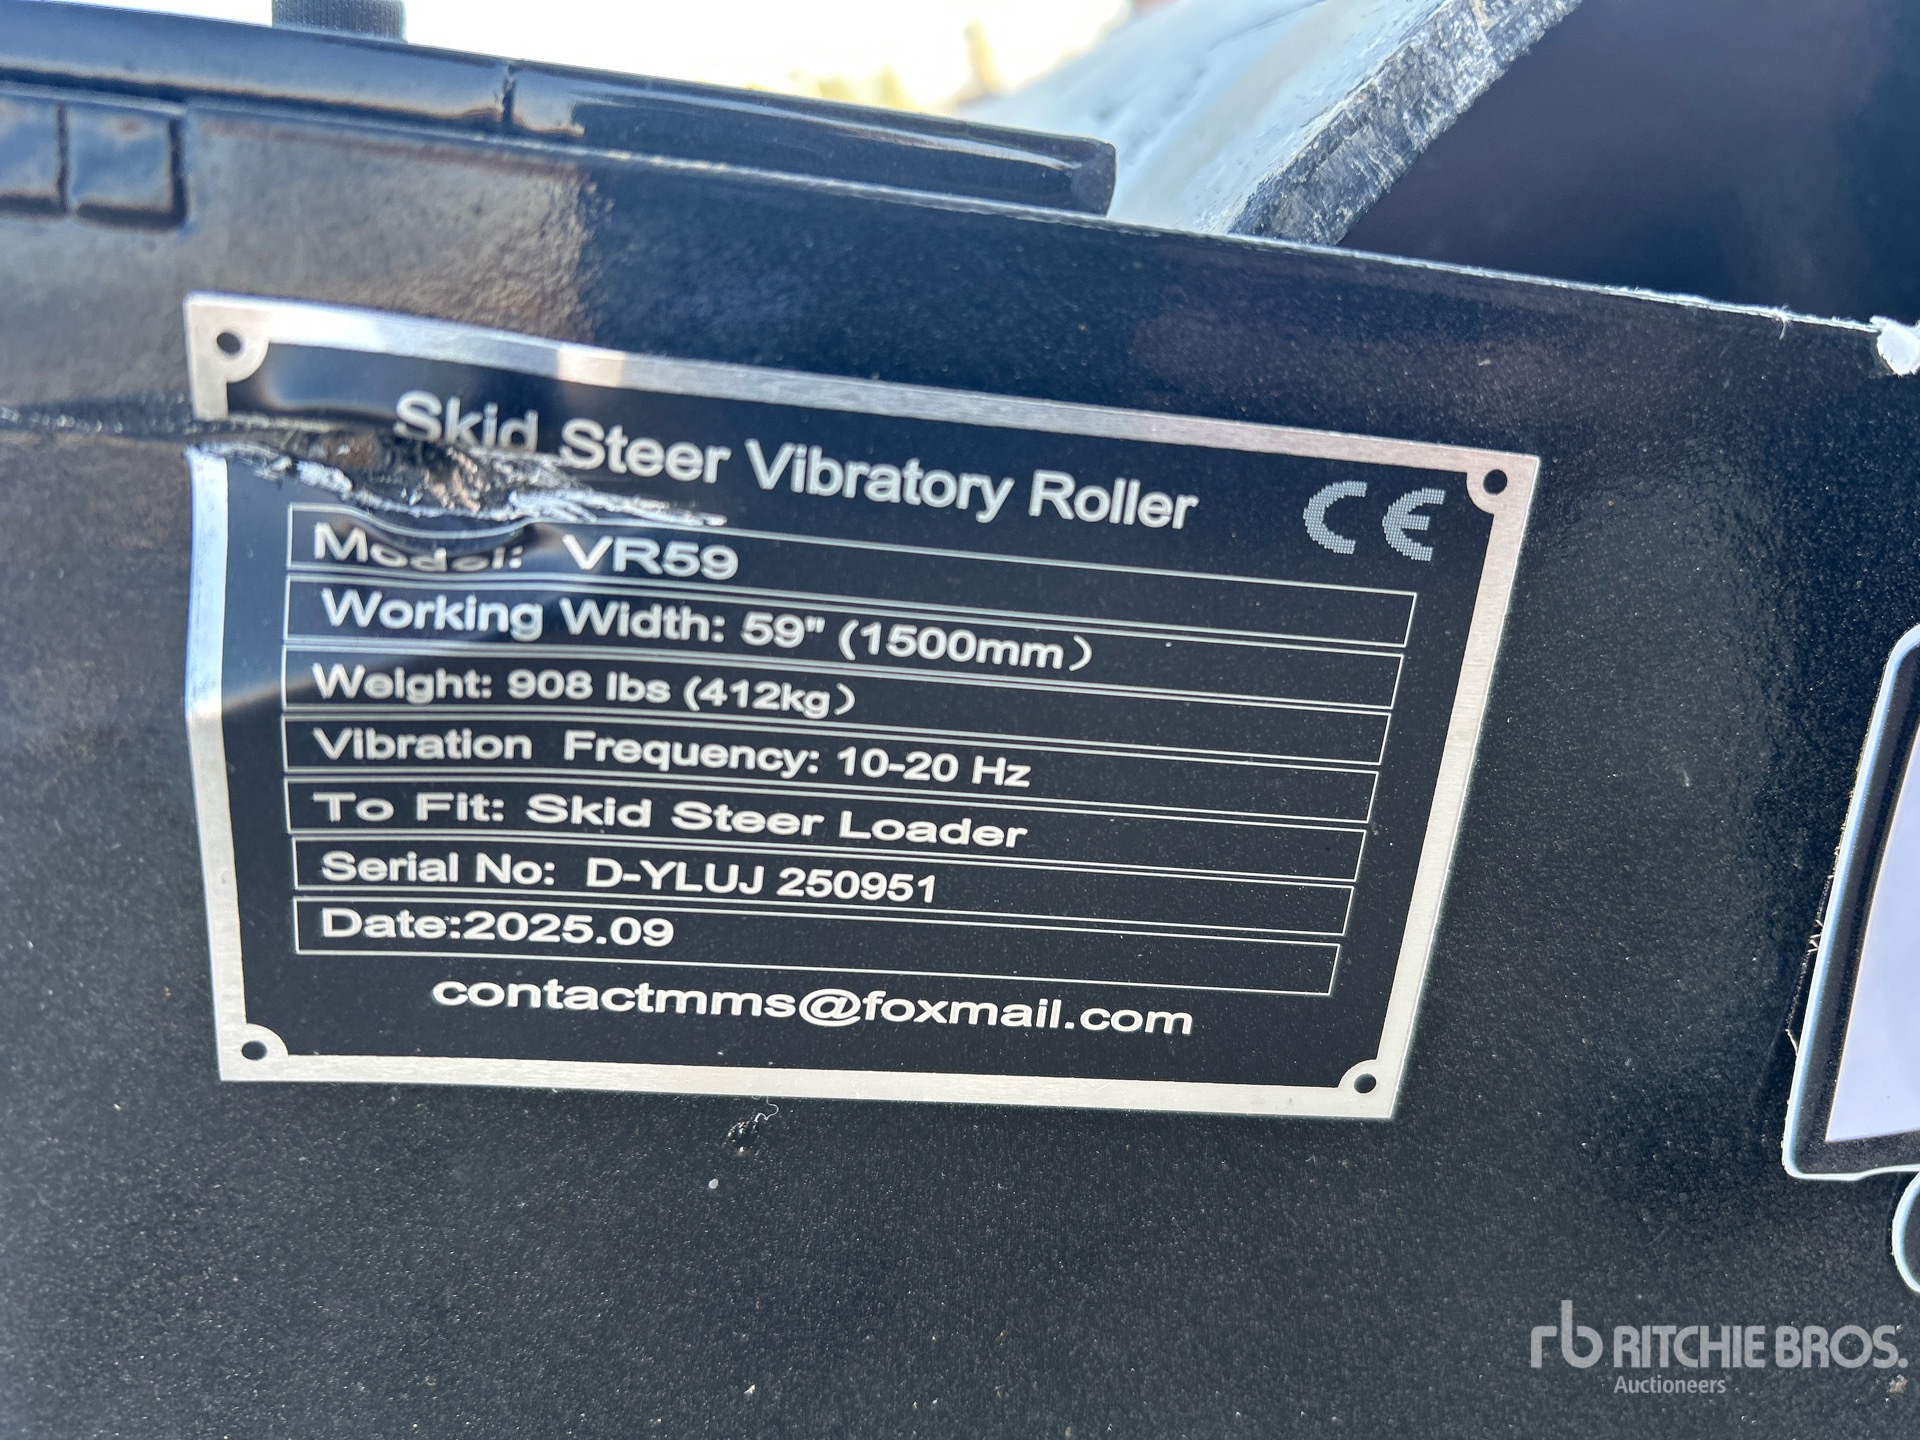 Skid Steer Vibratory Roller
CE
Model: VR59
Working Width: 59" (1500mm）
Weight: 908 lbs (412kg）
Vibration Frequency: 10-20 Hz
To Fit: Skid Steer Loader
Serial No: D-YLUJ 250951
Date:2025.09
contactmms@foxmail.com
rb RITCHIE BROS.
Auctioneers